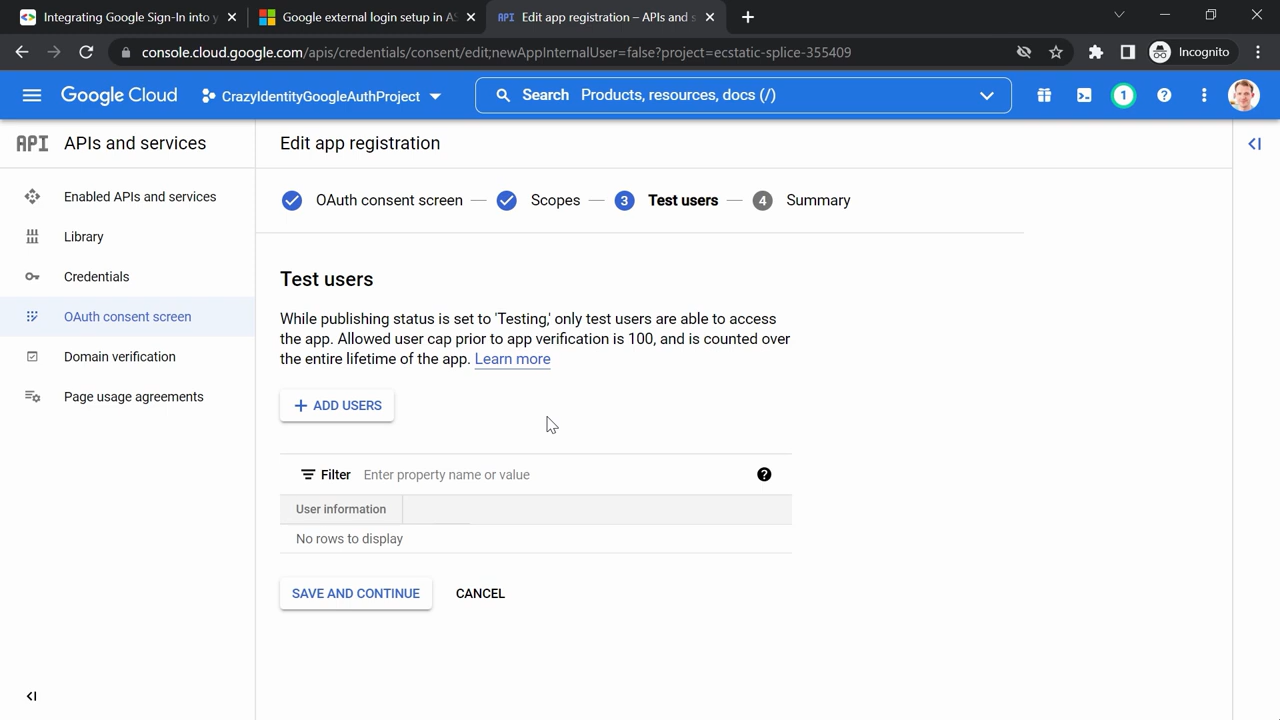 Integrating Google Sign-In into y
Google external login setup in AS
Edit app registration – APIs and s
console.cloud.google.com/apis/credentials/consent/edit;newAppInternalUser=false?project=ecstatic-splice-355409
Incognito
Google Cloud
CrazyIdentityGoogleAuthProject
Search Products, resources, docs (/)
1
API APIs and services
Edit app registration
Enabled APIs and services
Library
Credentials
OAuth consent screen
Domain verification
Page usage agreements
OAuth consent screen — Scopes — 3 Test users — 4 Summary
Test users
While publishing status is set to 'Testing,' only test users are able to access
the app. Allowed user cap prior to app verification is 100, and is counted over
the entire lifetime of the app. Learn more
+ ADD USERS
Filter Enter property name or value
User information
No rows to display
SAVE AND CONTINUE CANCEL